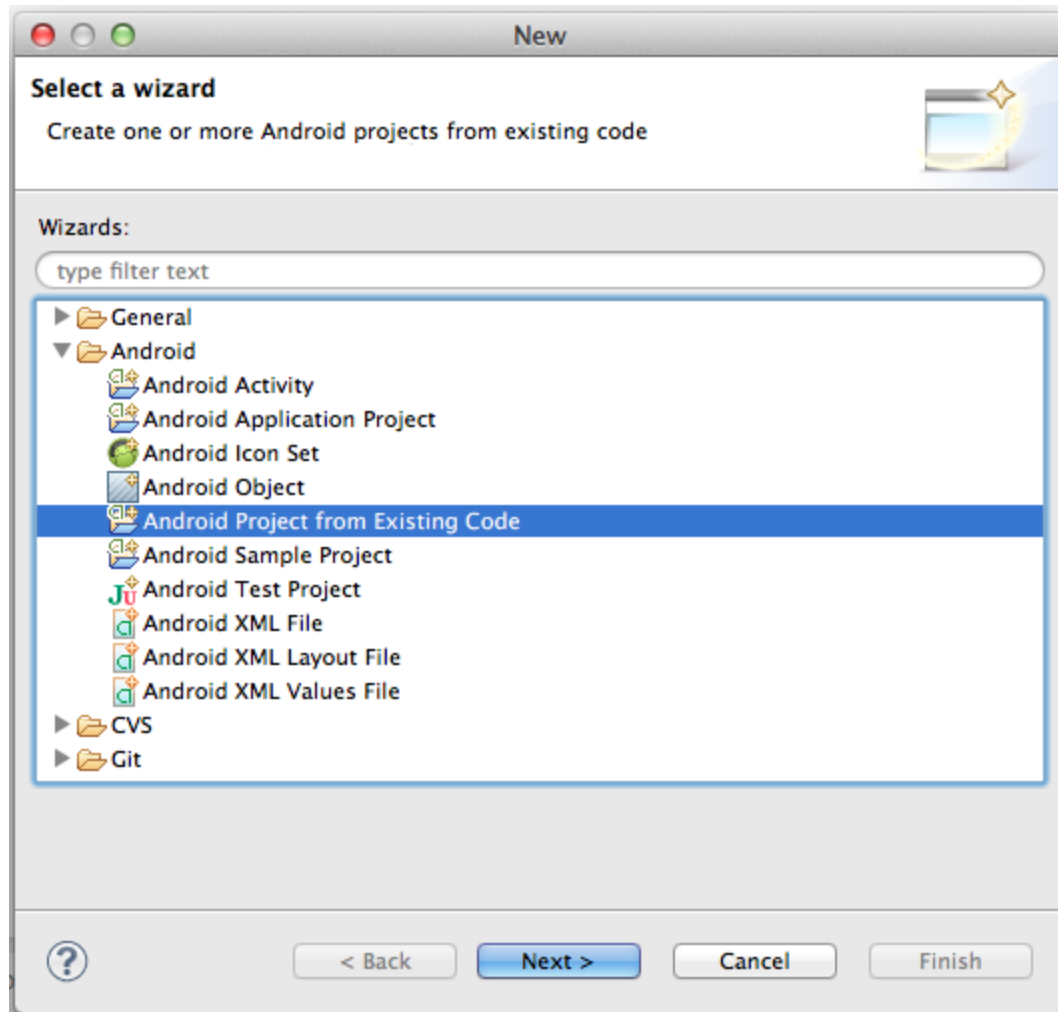 New
Select a wizard
Create one or more Android projects from existing code
Wizards:
type filter text
General
Android
Android Activity
Android Application Project
Android Icon Set
Android Object
Android Project from Existing Code
Android Sample Project
Android Test Project
Android XML File
Android XML Layout File
Android XML Values File
CVS
Git
? < Back Next > Cancel Finish